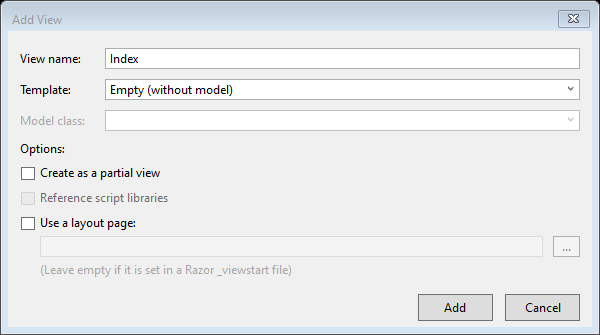 Add View
View name: Index
Template: Empty (without model)
Model class:
Options:
Create as a partial view
Reference script libraries
Use a layout page:
...
(Leave empty if it is set in a Razor _viewstart file)
Add Cancel